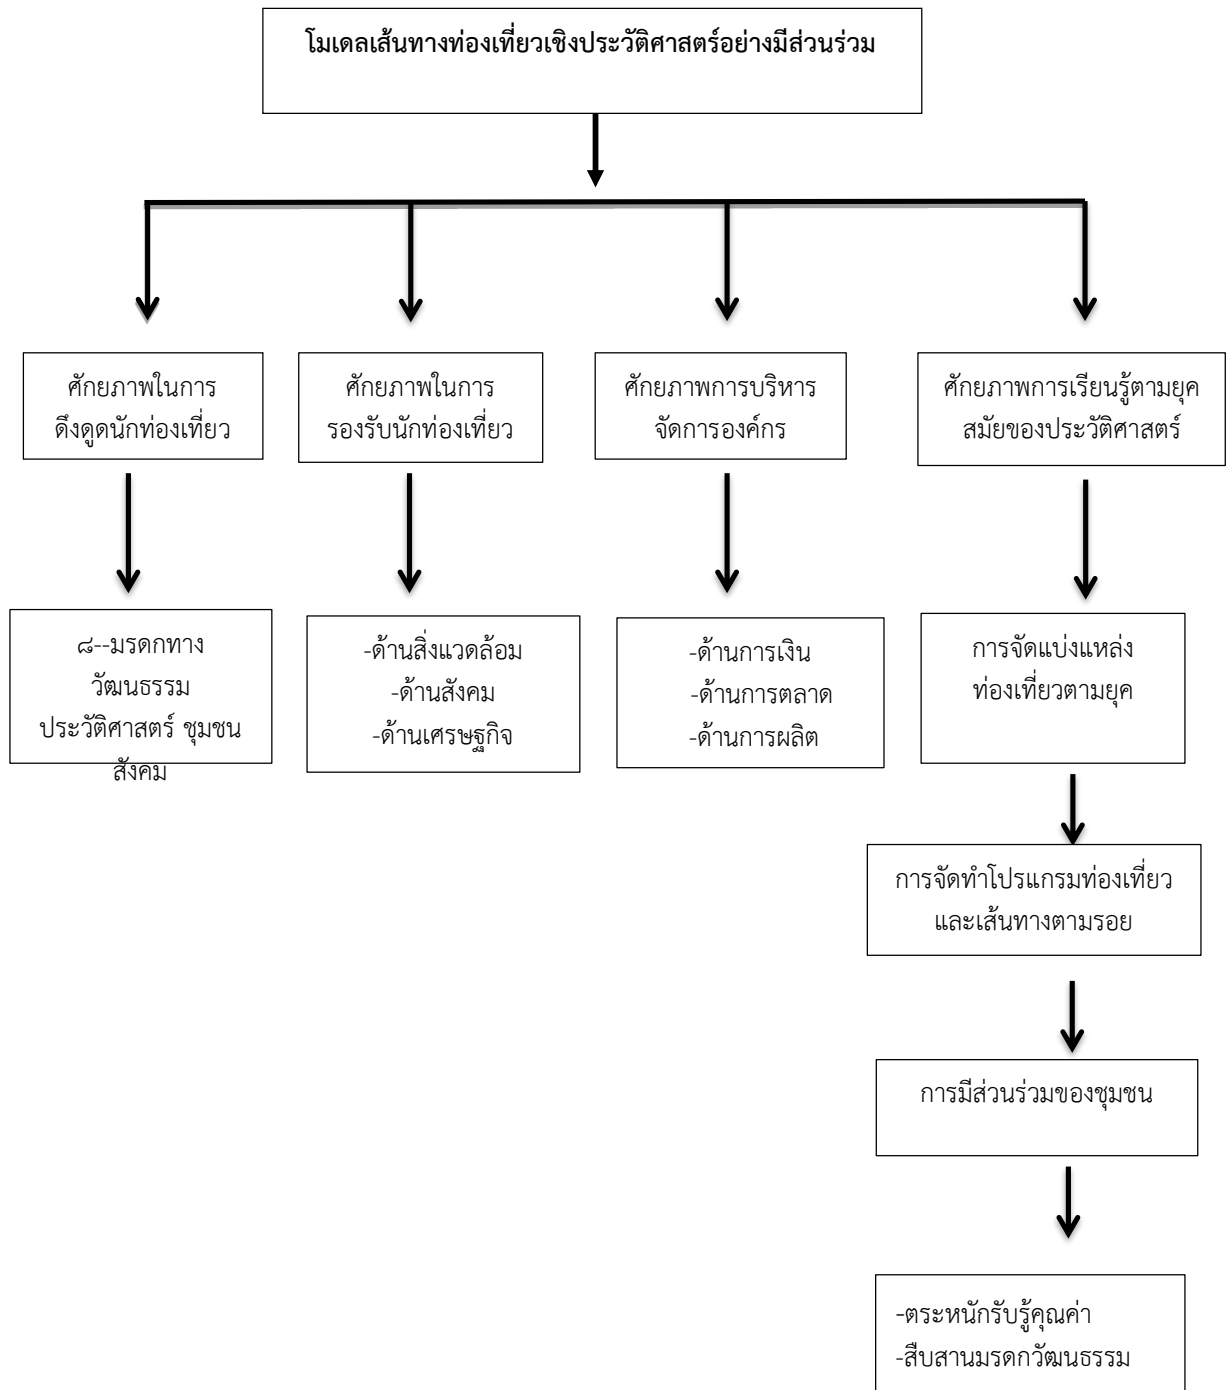 โมเดลเส้นทางท่องเที่ยวเชิงประวัติศาสตร์อย่างมีส่วนร่วม
ศักยภาพในการ
ดึงดูดนักท่องเที่ยว
ศักยภาพในการ
รองรับนักท่องเที่ยว
ศักยภาพการบริหาร
จัดการองค์กร
ศักยภาพการเรียนรู้ตามยุค
สมัยของประวัติศาสตร์
๘--มรดกทาง
วัฒนธรรม
ประวัติศาสตร์ ชุมชน
สังคม
-ด้านสิ่งแวดล้อม
-ด้านสังคม
-ด้านเศรษฐกิจ
-ด้านการเงิน
-ด้านการตลาด
-ด้านการผลิต
การจัดแบ่งแหล่ง
ท่องเที่ยวตามยุค
การจัดทำโปรแกรมท่องเที่ยว
และเส้นทางตามรอย
การมีส่วนร่วมของชุมชน
-ตระหนักรับรู้คุณค่า
-สืบสานมรดกวัฒนธรรม